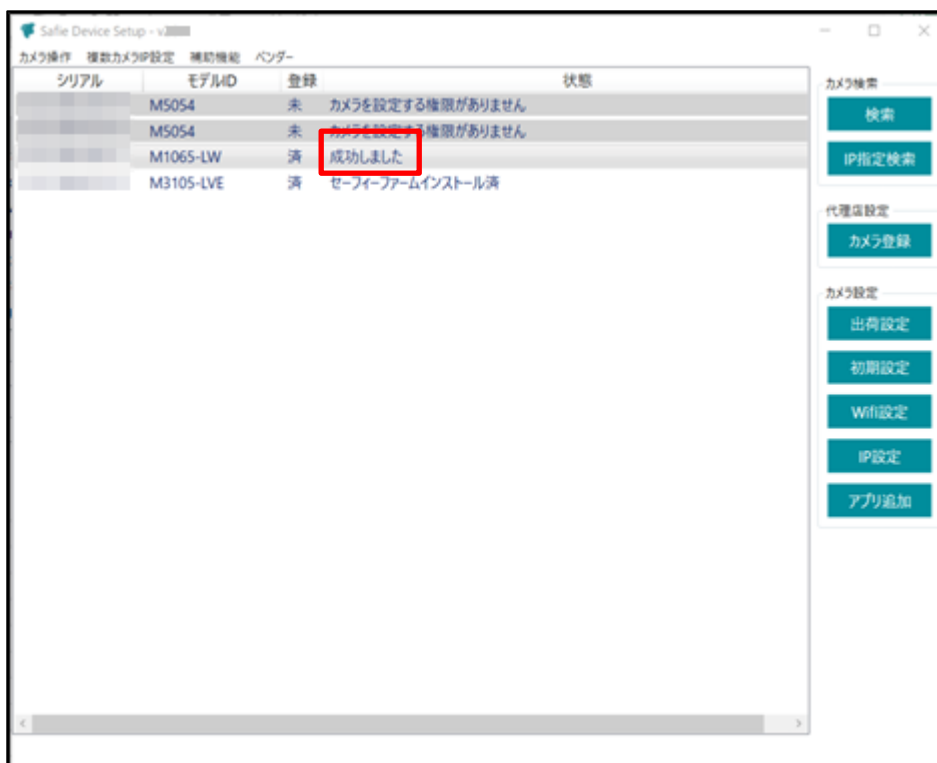 Safie Device Setup - v
カメラ操作 複数カメラIP設定 補助機能 ベンダー
シリアル モデルID 登録 状態
M5054 未 カメラを設定する権限がありません
M5054 未 カメラを設定する権限がありません
M1065-LW 済 成功しました
M3105-LVE 済 セーフィーファームインストール済
カメラ検索
検索
IP指定検索
代理店設定
カメラ登録
カメラ設定
出荷設定
初期設定
Wifi設定
IP設定
アプリ追加